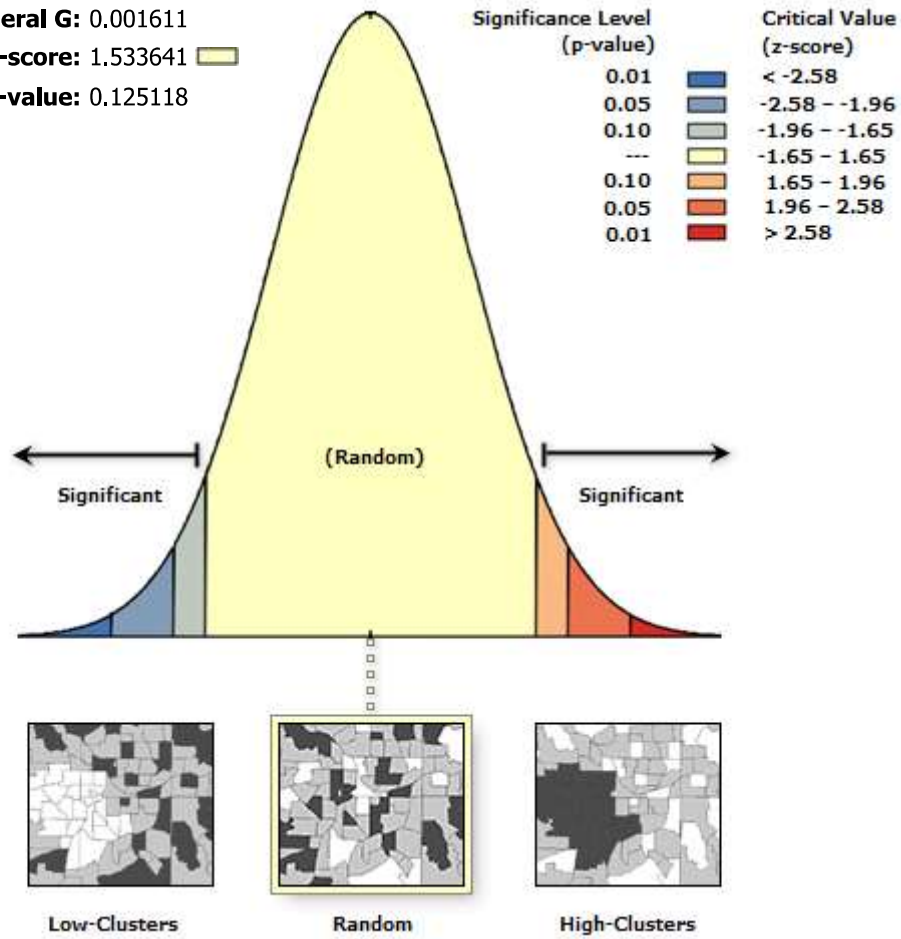 eral G: 0.001611
-score: 1.533641
-value: 0.125118
Significance Level
(p-value)
Critical Value
(z-score)
0.01 < -2.58
0.05 -2.58 – -1.96
0.10 -1.96 – -1.65
--- -1.65 – 1.65
0.10 1.65 – 1.96
0.05 1.96 – 2.58
0.01 > 2.58
(Random)
Significant
Significant
Low-Clusters
Random
High-Clusters